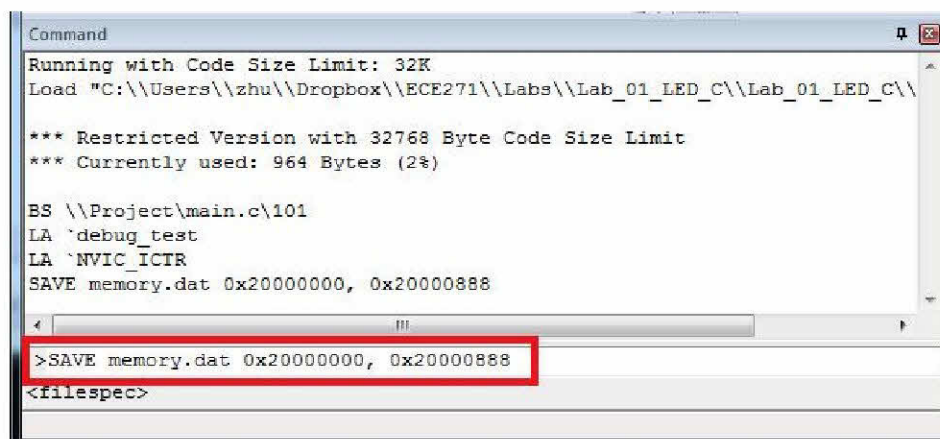 Command
Running with Code Size Limit: 32K
Load "C:\\Users\\zhu\\Dropbox\\ECE271\\Labs\\Lab_01_LED_C\\Lab_01_LED_C\\
*** Restricted Version with 32768 Byte Code Size Limit
*** Currently used: 964 Bytes (2%)
BS \\Project\main.c\101
LA `debug_test
LA `NVIC_ICTR
SAVE memory.dat 0x20000000, 0x20000888
>SAVE memory.dat 0x20000000, 0x20000888
<filespec>